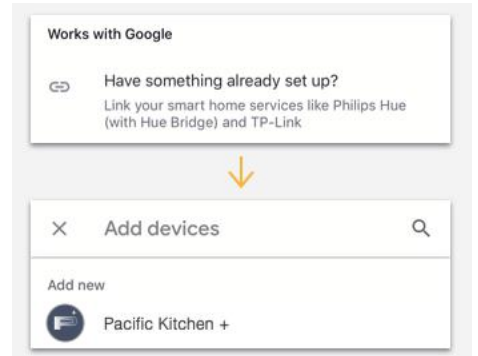 Works with Google
Have something already set up?
Link your smart home services like Philips Hue
(with Hue Bridge) and TP-Link
Add devices
Add new
Pacific Kitchen +